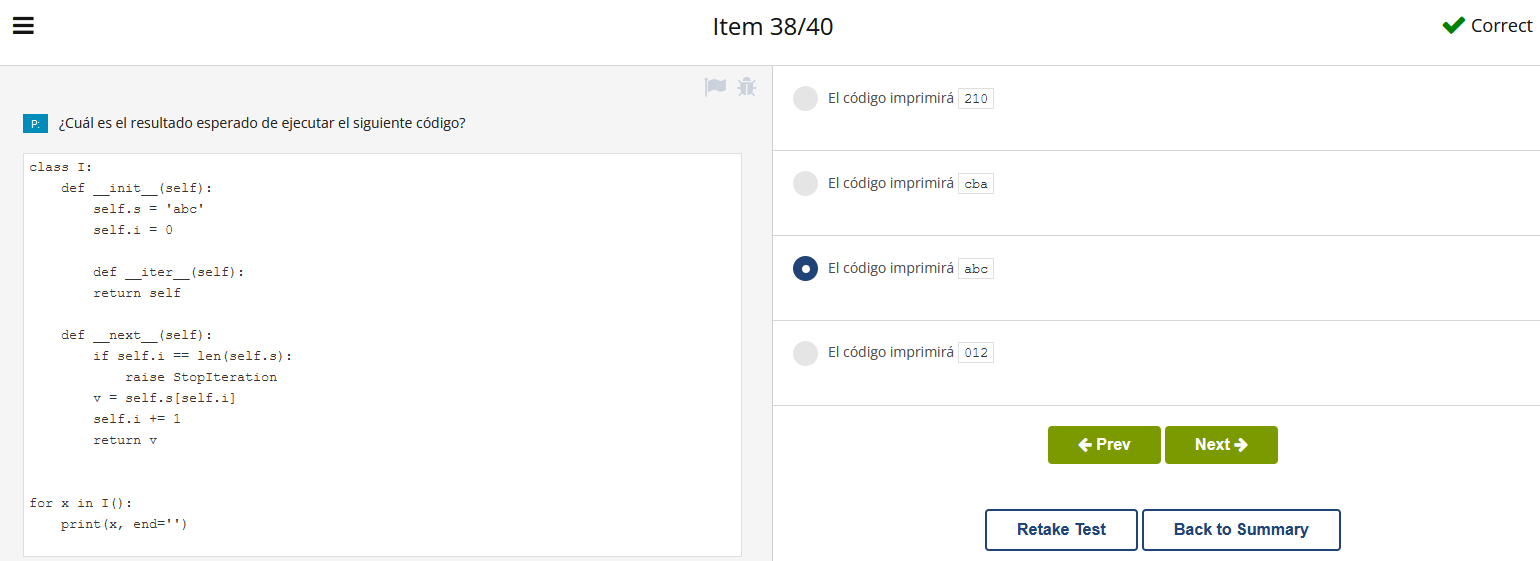 Item 38/40
Correct
P: ¿Cuál es el resultado esperado de ejecutar el siguiente código?
class I:
    def __init__(self):
        self.s = 'abc'
        self.i = 0

        def __iter__(self):
        return self

    def __next__(self):
        if self.i == len(self.s):
            raise StopIteration
        v = self.s[self.i]
        self.i += 1
        return v


for x in I():
    print(x, end='')
El código imprimirá 210
El código imprimirá cba
El código imprimirá abc
El código imprimirá 012
Prev
Next
Retake Test
Back to Summary